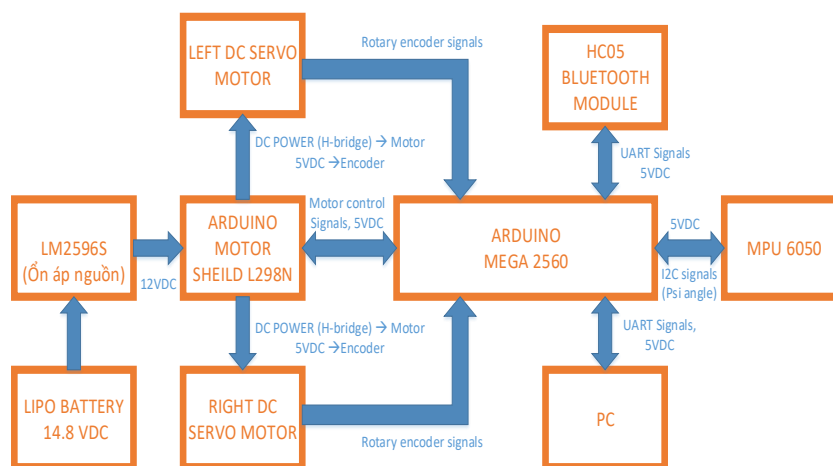 LEFT DC SERVO
MOTOR
Rotary encoder signals
HC05
BLUETOOTH
MODULE
DC POWER (H-bridge) → Motor
5VDC →Encoder
UART Signals
5VDC
LM2596S
(Ổn áp nguồn)
12VDC
ARDUINO
MOTOR
SHEILD L298N
Motor control
Signals, 5VDC
ARDUINO
MEGA 2560
5VDC
I2C signals
(Psi angle)
MPU 6050
DC POWER (H-bridge) → Motor
5VDC →Encoder
UART Signals,
5VDC
LIPO BATTERY
14.8 VDC
RIGHT DC
SERVO MOTOR
Rotary encoder signals
PC